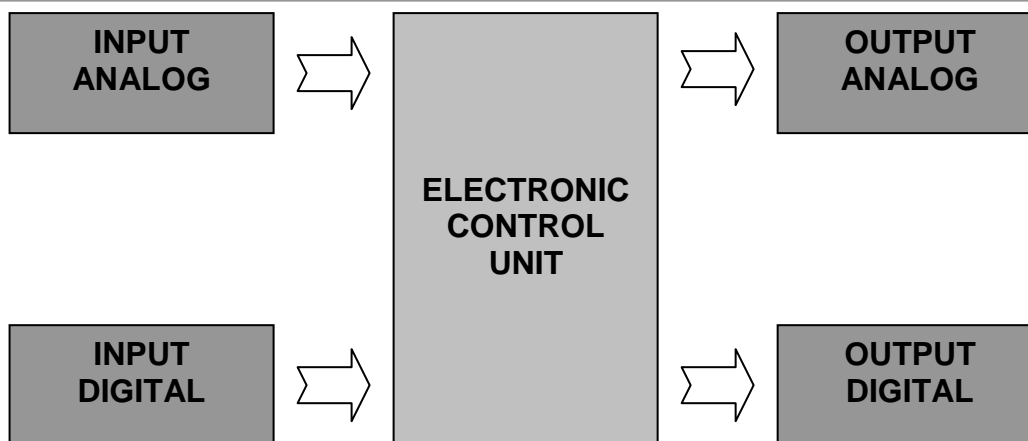 INPUT
ANALOG
OUTPUT
ANALOG
ELECTRONIC
CONTROL
UNIT
INPUT
DIGITAL
OUTPUT
DIGITAL